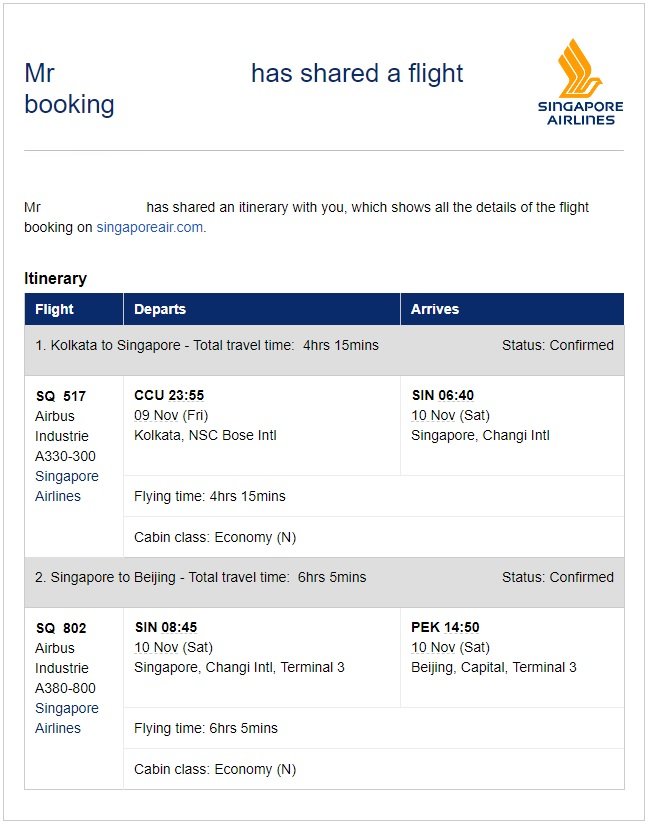 Mr has shared a flight
booking
SINGAPORE
AIRLINES
Mr has shared an itinerary with you, which shows all the details of the flight
booking on singaporeair.com.
Itinerary
Flight Departs Arrives
1. Kolkata to Singapore - Total travel time: 4hrs 15mins Status: Confirmed
SQ 517 CCU 23:55 SIN 06:40
Airbus 09 Nov (Fri) 10 Nov (Sat)
Industrie Kolkata, NSC Bose Intl Singapore, Changi Intl
A330-300
Singapore
Airlines Flying time: 4hrs 15mins
Cabin class: Economy (N)
2. Singapore to Beijing - Total travel time: 6hrs 5mins Status: Confirmed
SQ 802 SIN 08:45 PEK 14:50
Airbus 10 Nov (Sat) 10 Nov (Sat)
Industrie Singapore, Changi Intl, Terminal 3 Beijing, Capital, Terminal 3
A380-800
Singapore
Airlines Flying time: 6hrs 5mins
Cabin class: Economy (N)